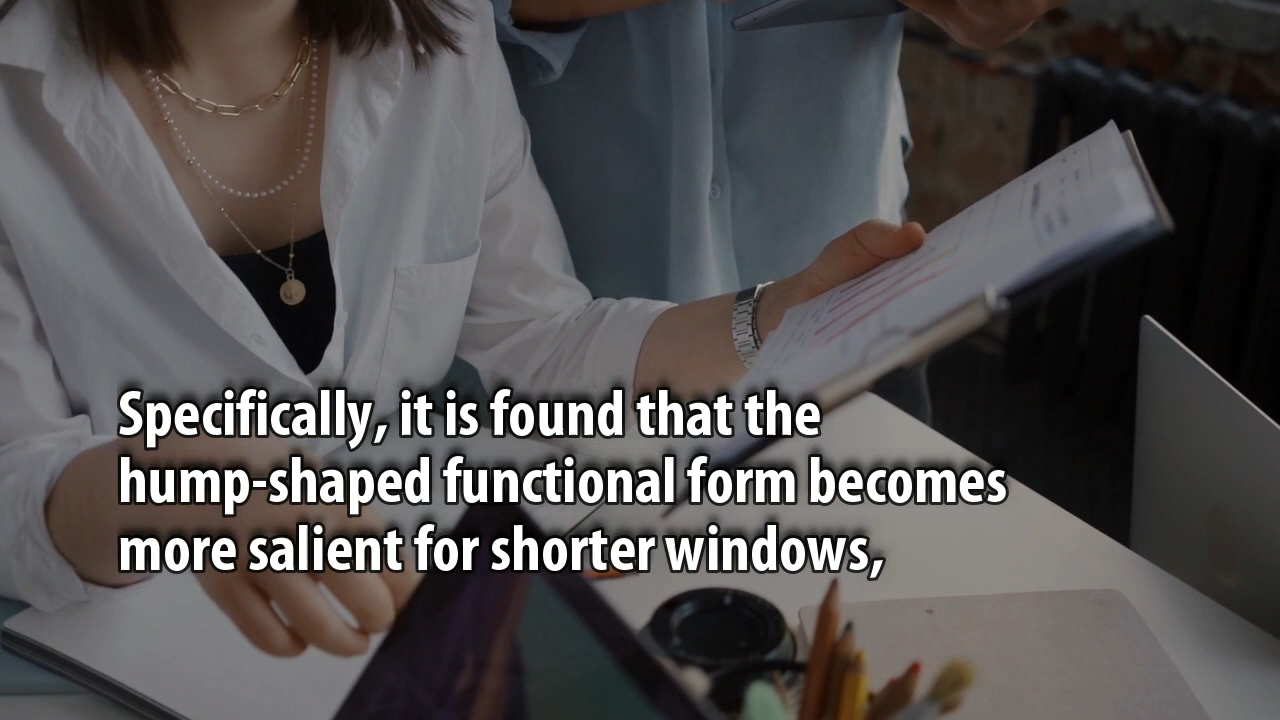 Specifically, it is found that the
hump-shaped functional form becomes
more salient for shorter windows,